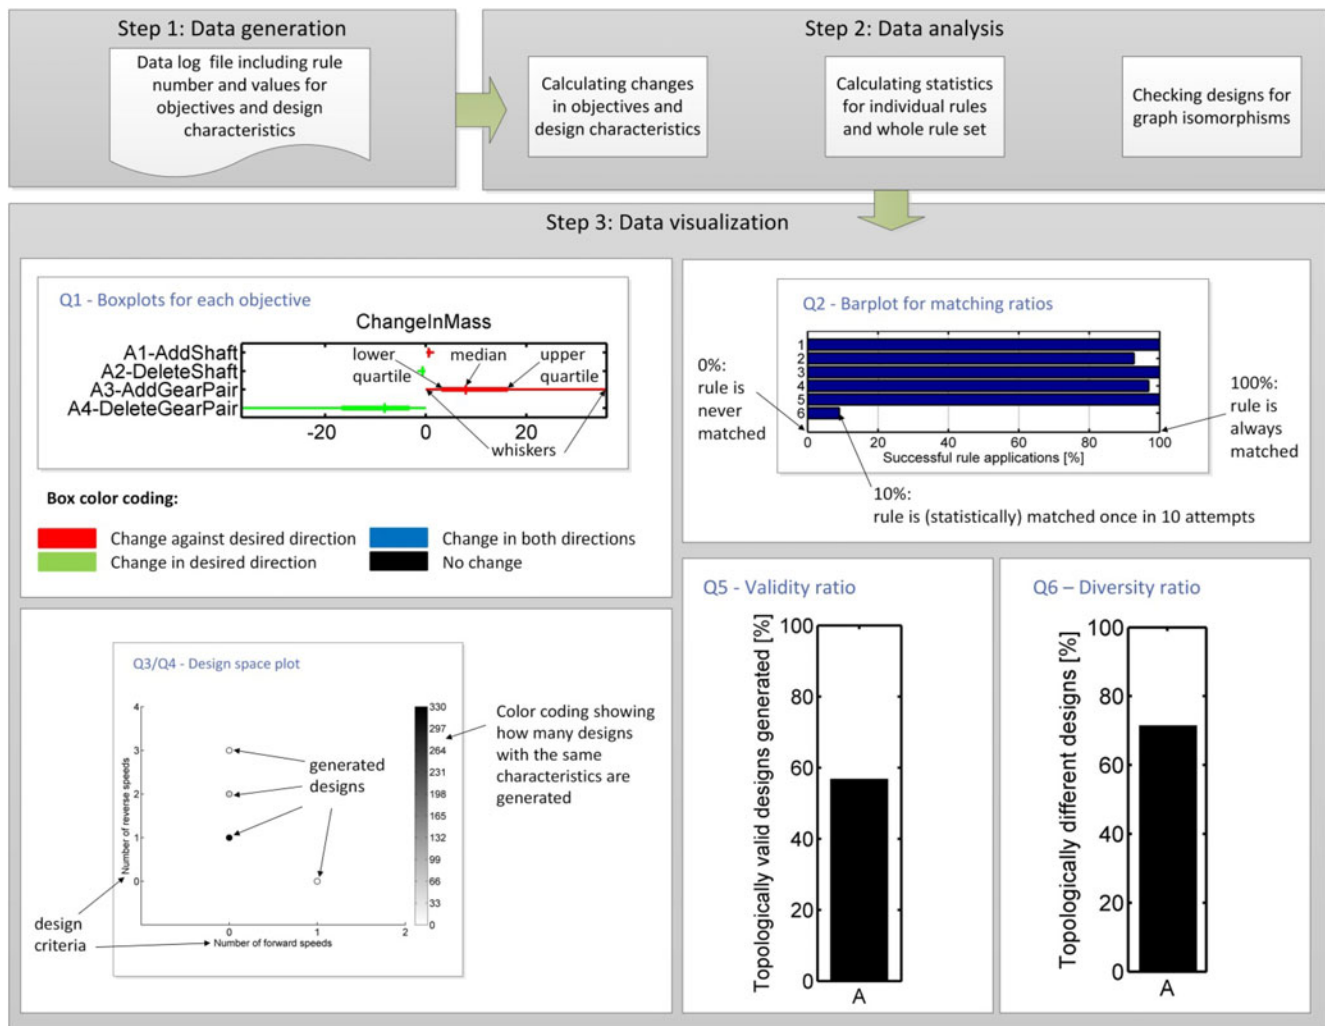 Step 1: Data generation
Data log file including rule
number and values for
objectives and design
characteristics
Step 2: Data analysis
Calculating changes
in objectives and
design characteristics
Calculating statistics
for individual rules
and whole rule set
Checking designs for
graph isomorphisms
Step 3: Data visualization
Q1 - Boxplots for each objective
ChangeInMass
A1-AddShaft
A2-DeleteShaft
A3-AddGearPair
A4-DeleteGearPair
lower
quartile
median
upper
quartile
-20
0
20
whiskers
Box color coding:
Change against desired direction
Change in both directions
Change in desired direction
No change
Q2 - Barplot for matching ratios
0%:
rule is
never
matched
1
2
3
4
5
6
0
20
40
60
80
100
Successful rule applications [%]
100%:
rule is
always
matched
10%:
rule is (statistically) matched once in 10 attempts
Q3/Q4 - Design space plot
4
3
2
1
0
Number of reverse speeds
0
1
2
Number of forward speeds
generated
designs
design
criteria
330
297
264
231
198
165
132
99
66
33
0
Color coding showing
how many designs
with the same
characteristics are
generated
Q5 - Validity ratio
Topologically valid designs generated [%]
100
80
60
40
20
0
A
Q6 – Diversity ratio
Topologically different designs [%]
100
80
60
40
20
0
A